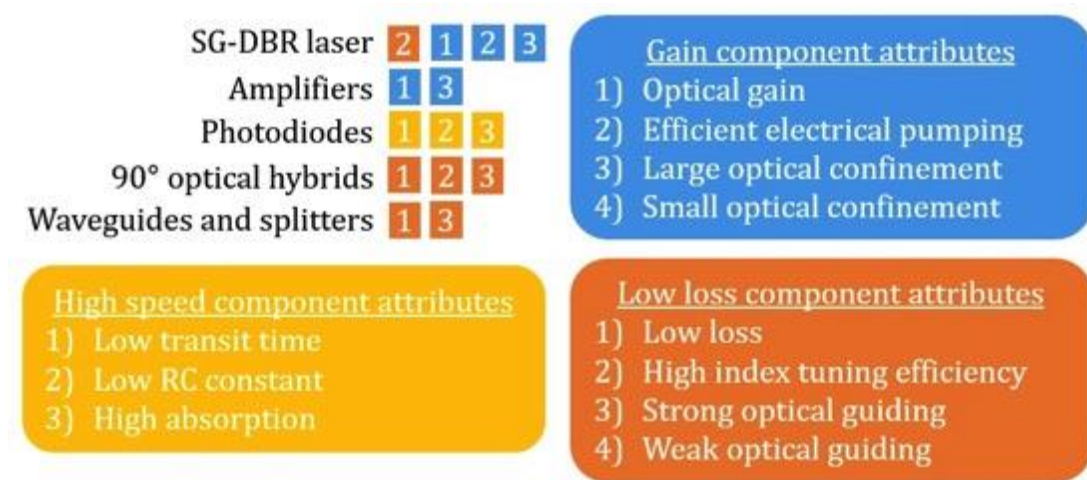 SG-DBR laser 2 1 2 3
Amplifiers 1 3
Photodiodes 1 2 3
90° optical hybrids 1 2 3
Waveguides and splitters 1 3
Gain component attributes
1) Optical gain
2) Efficient electrical pumping
3) Large optical confinement
4) Small optical confinement
High speed component attributes
1) Low transit time
2) Low RC constant
3) High absorption
Low loss component attributes
1) Low loss
2) High index tuning efficiency
3) Strong optical guiding
4) Weak optical guiding